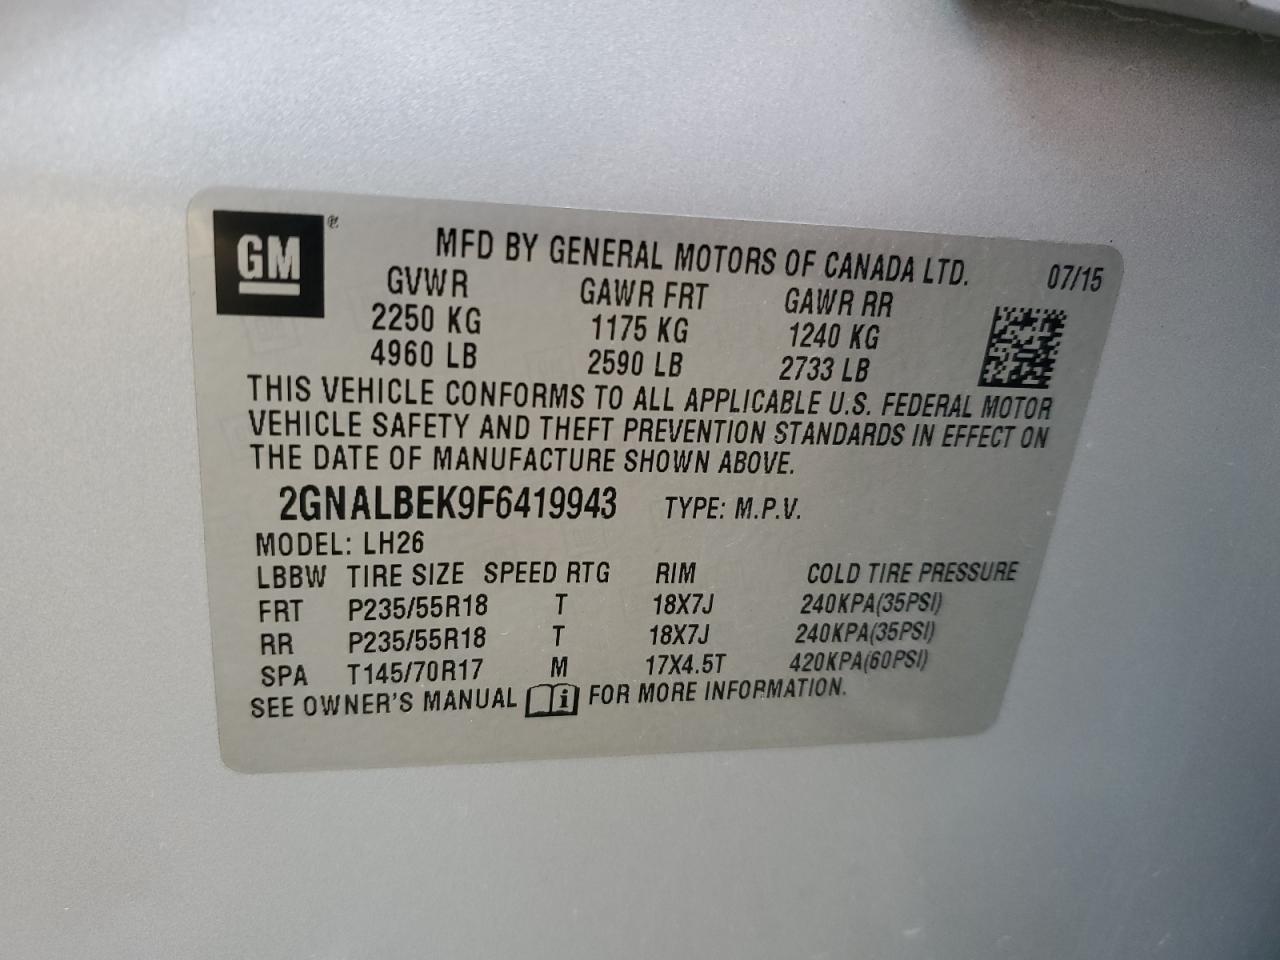 GM ®
MFD BY GENERAL MOTORS OF CANADA LTD. 07/15
GVWR GAWR FRT GAWR RR
2250 KG 1175 KG 1240 KG
4960 LB 2590 LB 2733 LB
THIS VEHICLE CONFORMS TO ALL APPLICABLE U.S. FEDERAL MOTOR
VEHICLE SAFETY AND THEFT PREVENTION STANDARDS IN EFFECT ON
THE DATE OF MANUFACTURE SHOWN ABOVE.
2GNALBEK9F6419943 TYPE: M.P.V.
MODEL: LH26
LBBW TIRE SIZE SPEED RTG RIM COLD TIRE PRESSURE
FRT P235/55R18 T 18X7J 240KPA(35PSI)
RR P235/55R18 T 18X7J 240KPA(35PSI)
SPA T145/70R17 M 17X4.5T 420KPA(60PSI)
SEE OWNER'S MANUAL i FOR MORE INFORMATION.